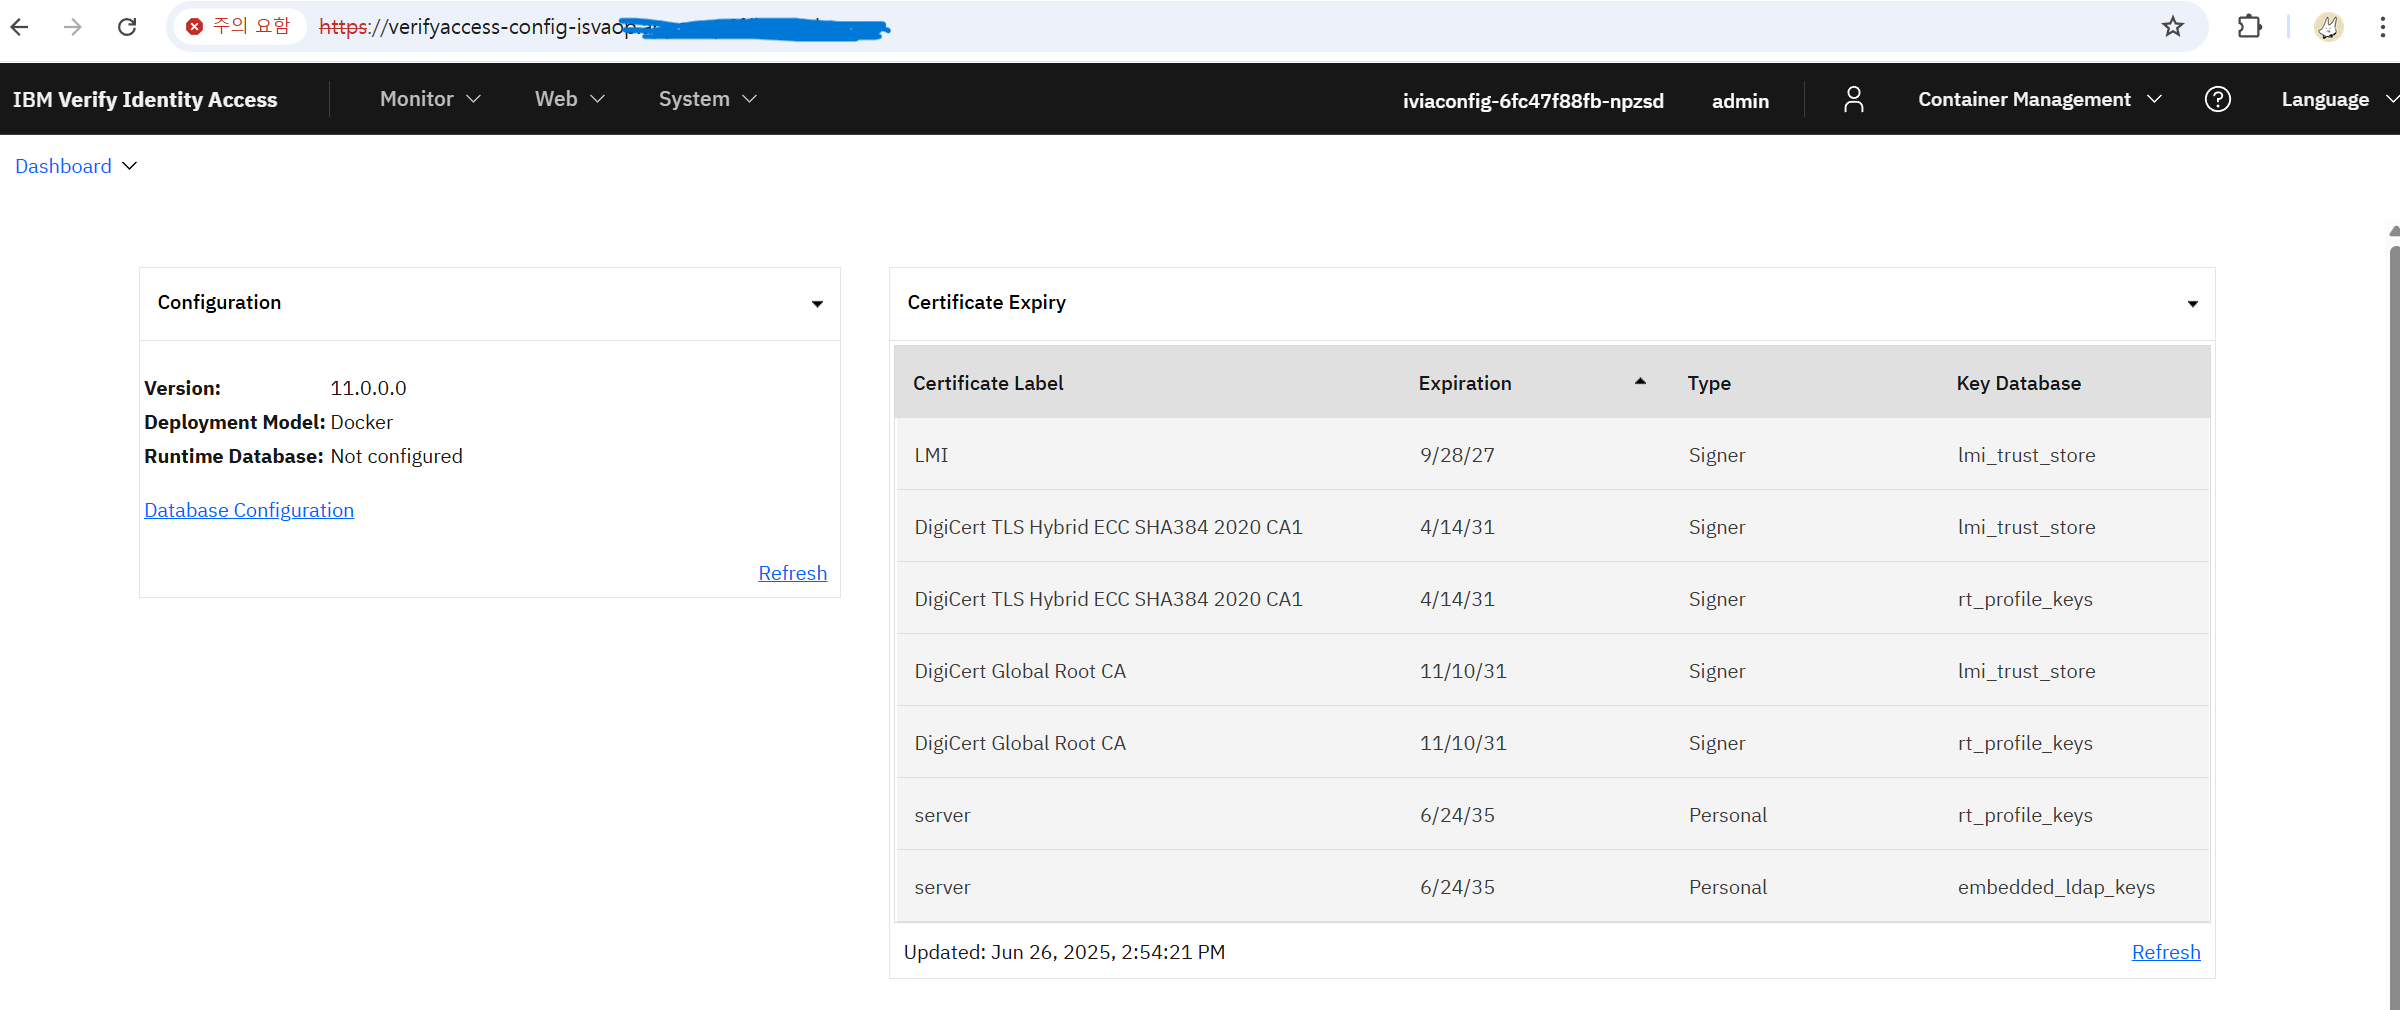 주의 요함 https://verifyaccess-config-isvaop
IBM Verify Identity Access Monitor Web System iviaconfig-6fc47f88fb-npzsd admin Container Management Language
Dashboard
Configuration
Version: 11.0.0.0
Deployment Model: Docker
Runtime Database: Not configured
Database Configuration
Refresh
Certificate Expiry
Certificate Label Expiration Type Key Database
LMI 9/28/27 Signer lmi_trust_store
DigiCert TLS Hybrid ECC SHA384 2020 CA1 4/14/31 Signer lmi_trust_store
DigiCert TLS Hybrid ECC SHA384 2020 CA1 4/14/31 Signer rt_profile_keys
DigiCert Global Root CA 11/10/31 Signer lmi_trust_store
DigiCert Global Root CA 11/10/31 Signer rt_profile_keys
server 6/24/35 Personal rt_profile_keys
server 6/24/35 Personal embedded_ldap_keys
Updated: Jun 26, 2025, 2:54:21 PM Refresh